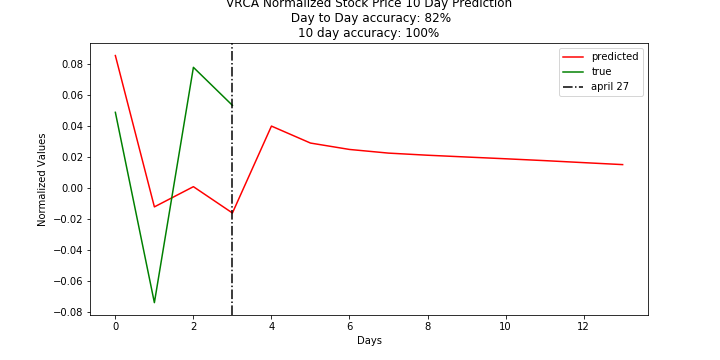 VRCA Normalized Stock Price 10 Day Prediction
Day to Day accuracy: 82%
10 day accuracy: 100%
predicted
true
april 27
Normalized Values
0.08
0.06
0.04
0.02
0.00
−0.02
−0.04
−0.06
−0.08
0 2 4 6 8 10 12
Days